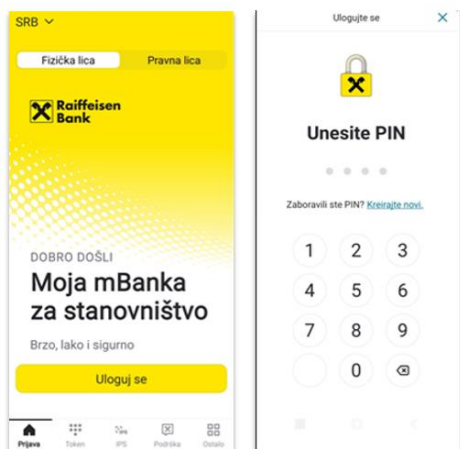 SRB
Fizička lica
Pravna lica
Raiffeisen
Bank
DOBRO DOŠLI
Moja mBanka
za stanovništvo
Brzo, lako i sigurno
Uloguj se
Prijava
Token
IPS
Podrška
Ostalo
Ulogujte se
Unesite PIN
Zaboravili ste PIN? Kreirajte novi.
1 2 3
4 5 6
7 8 9
0